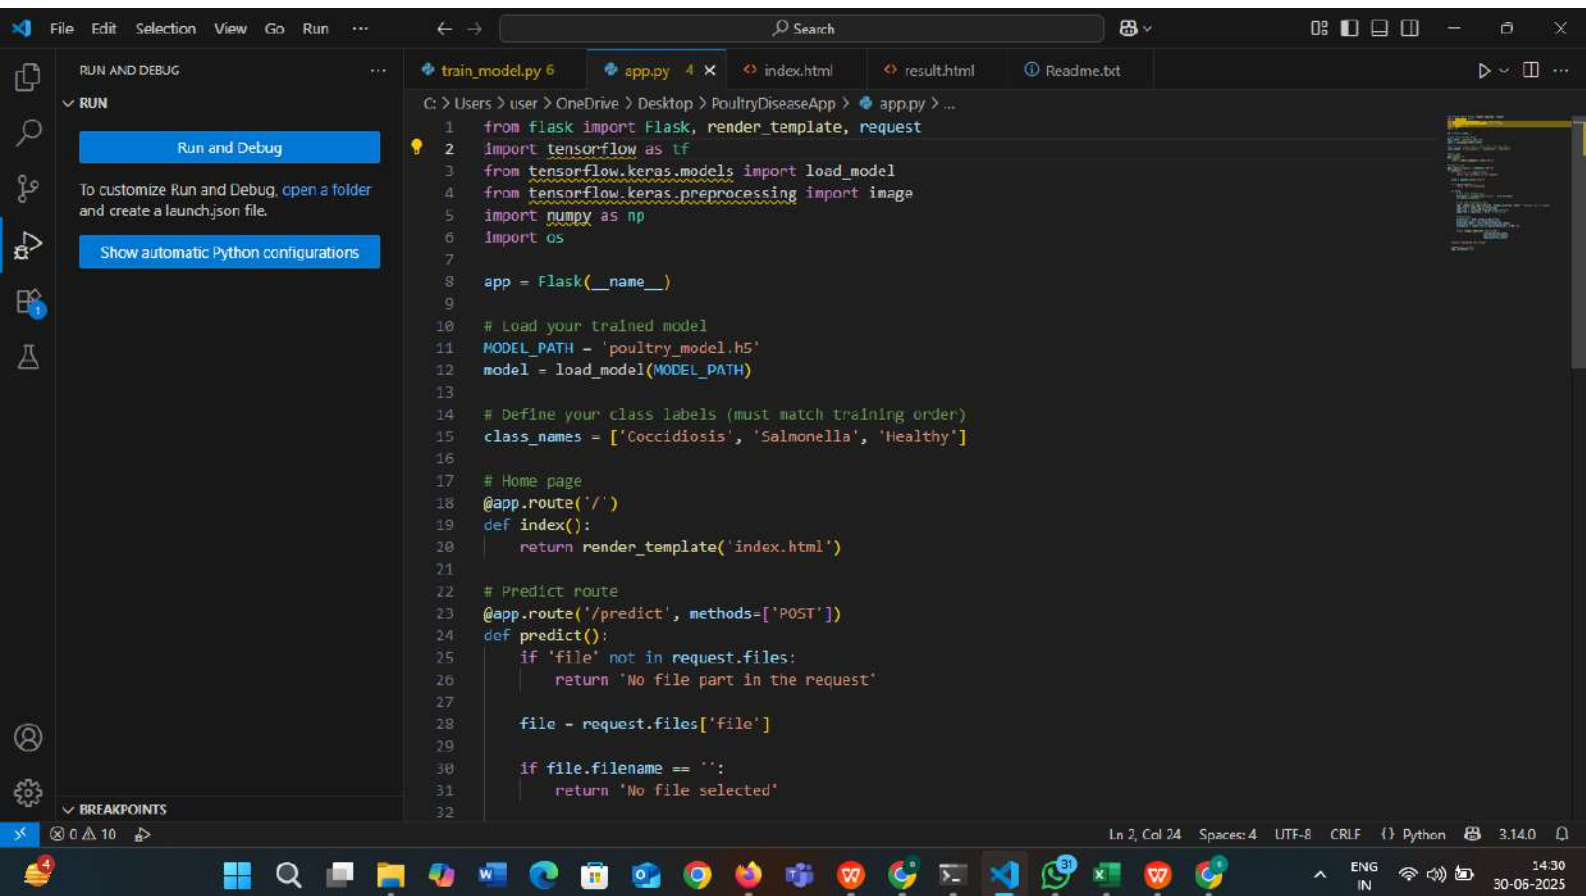 File Edit Selection View Go Run ···
Search
RUN AND DEBUG ···
RUN
Run and Debug
To customize Run and Debug, open a folder
and create a launch.json file.
Show automatic Python configurations
BREAKPOINTS
train_model.py 6
app.py 4
index.html
result.html
Readme.txt
C: > Users > user > OneDrive > Desktop > PoultryDiseaseApp > app.py > ...
1 from flask import Flask, render_template, request
2 import tensorflow as tf
3 from tensorflow.keras.models import load_model
4 from tensorflow.keras.preprocessing import image
5 import numpy as np
6 import os
7
8 app = Flask(__name__)
9
10 # Load your trained model
11 MODEL_PATH = 'poultry_model.h5'
12 model = load_model(MODEL_PATH)
13
14 # Define your class labels (must match training order)
15 class_names = ['Coccidiosis', 'Salmonella', 'Healthy']
16
17 # Home page
18 @app.route('/')
19 def index():
20 return render_template('index.html')
21
22 # Predict route
23 @app.route('/predict', methods=['POST'])
24 def predict():
25 if 'file' not in request.files:
26 return 'No file part in the request'
27
28 file = request.files['file']
29
30 if file.filename == '':
31 return 'No file selected'
32
0 10
Ln 2, Col 24 Spaces: 4 UTF-8 CRLF {} Python 3.14.0
4
31
ENG
IN
14:30
30-06-2025